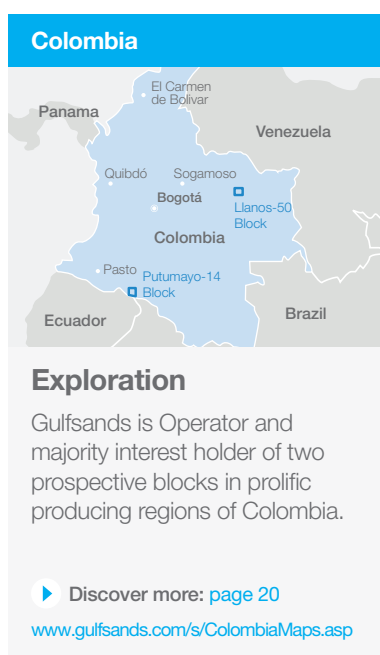 Colombia
El Carmen
de Bolivar
Panama
Venezuela
Quibdó
Sogamoso
Bogotá
Llanos-50
Block
Colombia
Pasto
Putumayo-14
Block
Ecuador
Brazil
Exploration
Gulfsands is Operator and
majority interest holder of two
prospective blocks in prolific
producing regions of Colombia.
Discover more: page 20
www.gulfsands.com/s/ColombiaMaps.asp